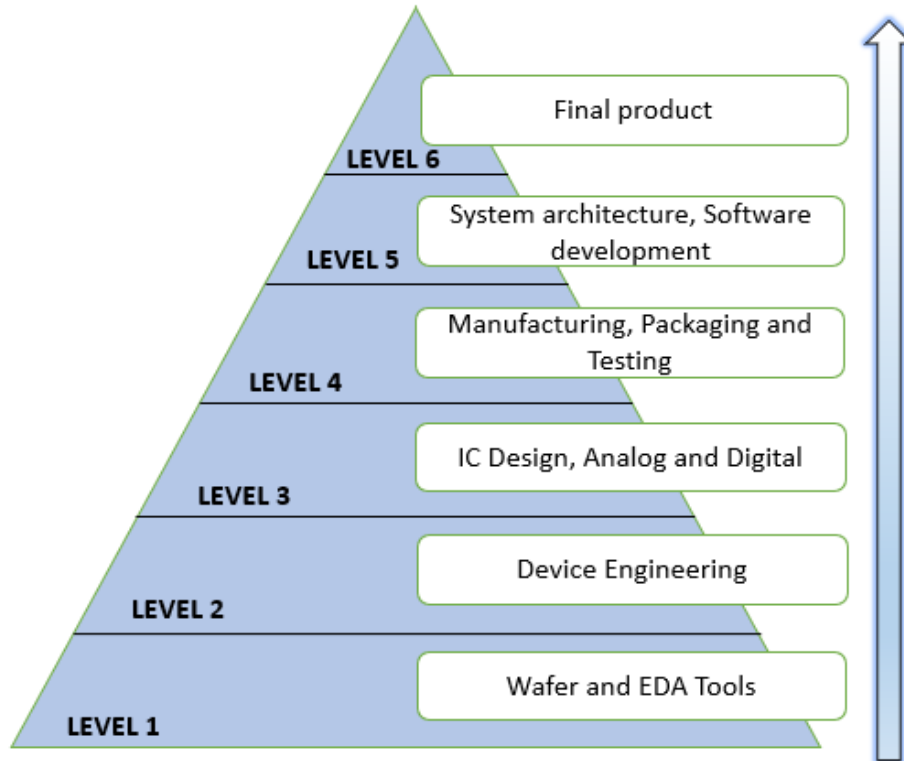 Final product
LEVEL 6
System architecture, Software
development
LEVEL 5
Manufacturing, Packaging and
Testing
LEVEL 4
IC Design, Analog and Digital
LEVEL 3
Device Engineering
LEVEL 2
Wafer and EDA Tools
LEVEL 1